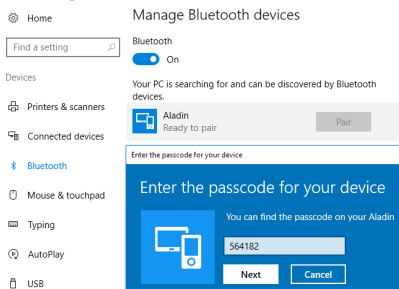 Home
Find a setting
Devices
Printers & scanners
Connected devices
Bluetooth
Mouse & touchpad
Typing
AutoPlay
USB
Manage Bluetooth devices
Bluetooth
On
Your PC is searching for and can be discovered by Bluetooth
devices.
Aladin
Ready to pair
Pair
Enter the passcode for your device
Enter the passcode for your device
You can find the passcode on your Aladin
564182
Next
Cancel